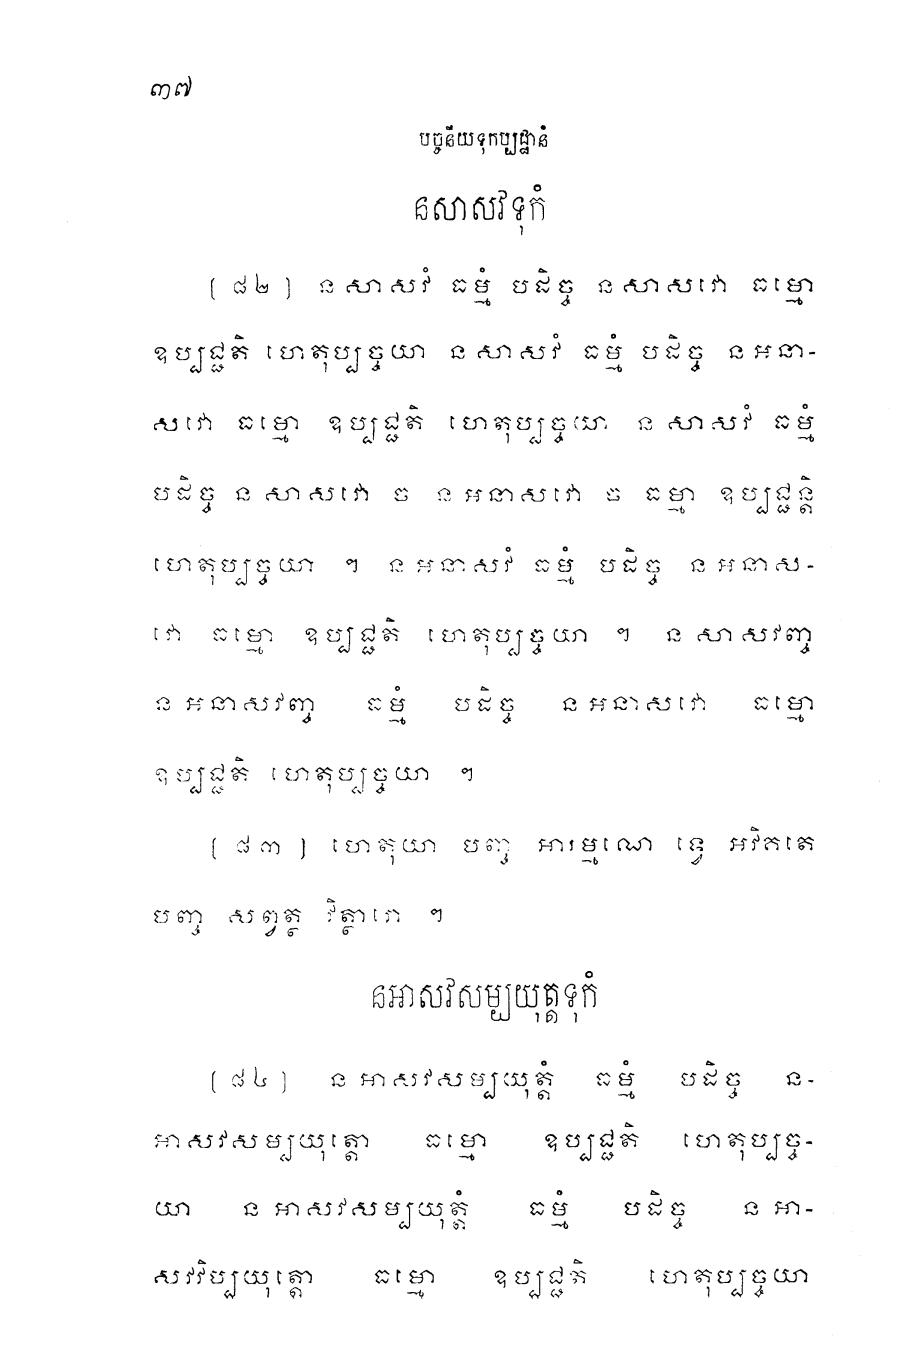 ៣៧
បច្ចនីយទុកប្បដ្ឋានំ
នសាសវទុកំ
(៨២) ន សាសវំ ធម្មំ បដិច្ច ន សាសវោ ធម្មោ
ឧប្បជ្ជតិ ហេតុប្បច្ចយា ន សាសវំ ធម្មំ បដិច្ច ន អនា-
សវោ ធម្មោ ឧប្បជ្ជតិ ហេតុប្បច្ចយា ន សាសវំ ធម្មំ
បដិច្ច ន សាសវោ ច ន អនាសវោ ច ធម្មា ឧប្បជ្ជន្តិ
ហេតុប្បច្ចយា ។ ន អនាសវំ ធម្មំ បដិច្ច ន អនាស-
វោ ធម្មោ ឧប្បជ្ជតិ ហេតុប្បច្ចយា ។ ន សាសវញ្ច
ន អនាសវញ្ច ធម្មំ បដិច្ច ន អនាសវោ ធម្មោ
ឧប្បជ្ជតិ ហេតុប្បច្ចយា ។
(៨៣) ហេតុយា បញ្ច អារម្មណេ ទ្វេ អវិគតេ
បញ្ច សព្វត្ថ វិត្ថារោ ។
នអាសវសម្បយុត្តទុកំ
(៨៤) ន អាសវសម្បយុត្តំ ធម្មំ បដិច្ច ន-
អាសវសម្បយុត្តោ ធម្មោ ឧប្បជ្ជតិ ហេតុប្បច្ច-
យា ន អាសវសម្បយុត្តំ ធម្មំ បដិច្ច ន អា-
សវវិប្បយុត្តោ ធម្មោ ឧប្បជ្ជតិ ហេតុប្បច្ចយា